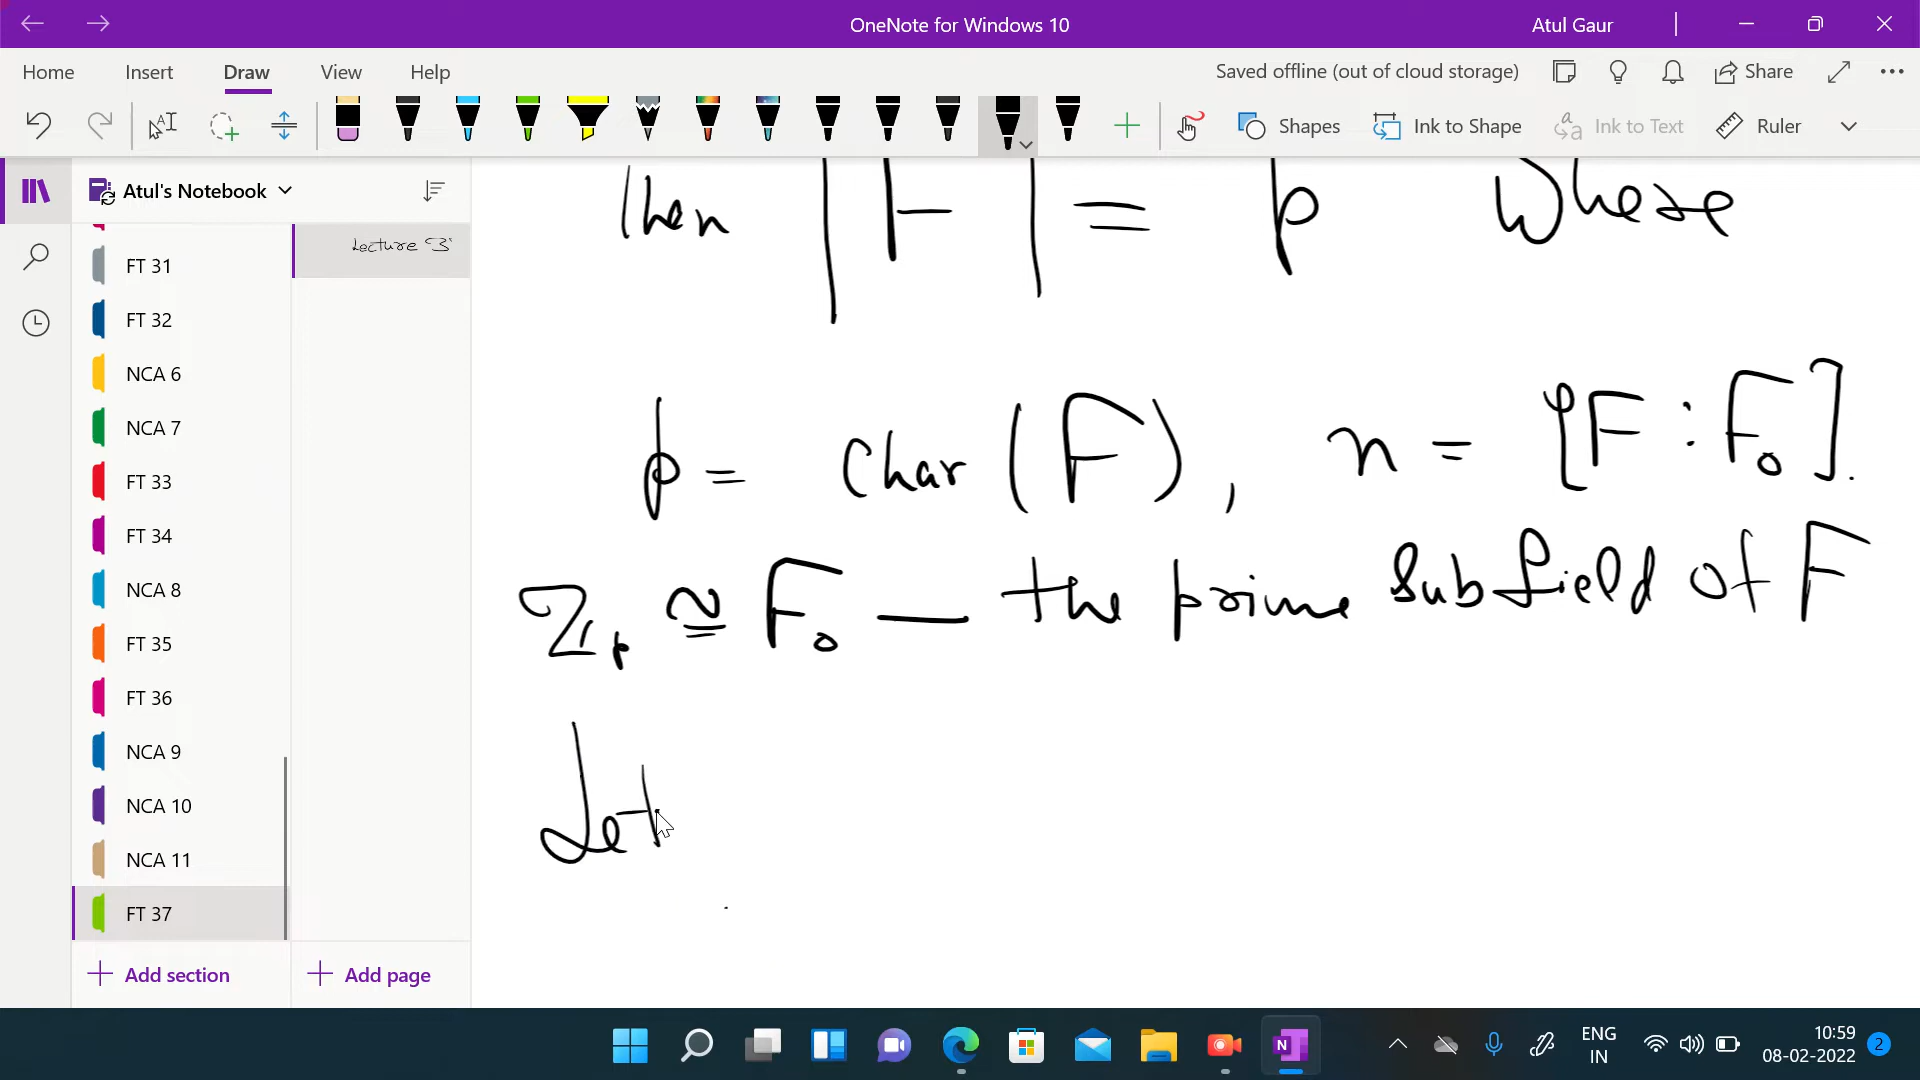 OneNote for Windows 10
Atul Gaur
Home Insert Draw View Help
Saved offline (out of cloud storage)
Share
Shapes
Ink to Shape
Ink to Text
Ruler
Atul's Notebook
FT 31
FT 32
NCA 6
NCA 7
FT 33
FT 34
NCA 8
FT 35
FT 36
NCA 9
NCA 10
NCA 11
FT 37
Add section
Add page
Lecture 3
Then |F| = p where
p = Char (F), n = [F : F₀].
ℤₚ ≅ F₀ — the prime subfield of F
Let
ENG
IN
10:59
08-02-2022
2